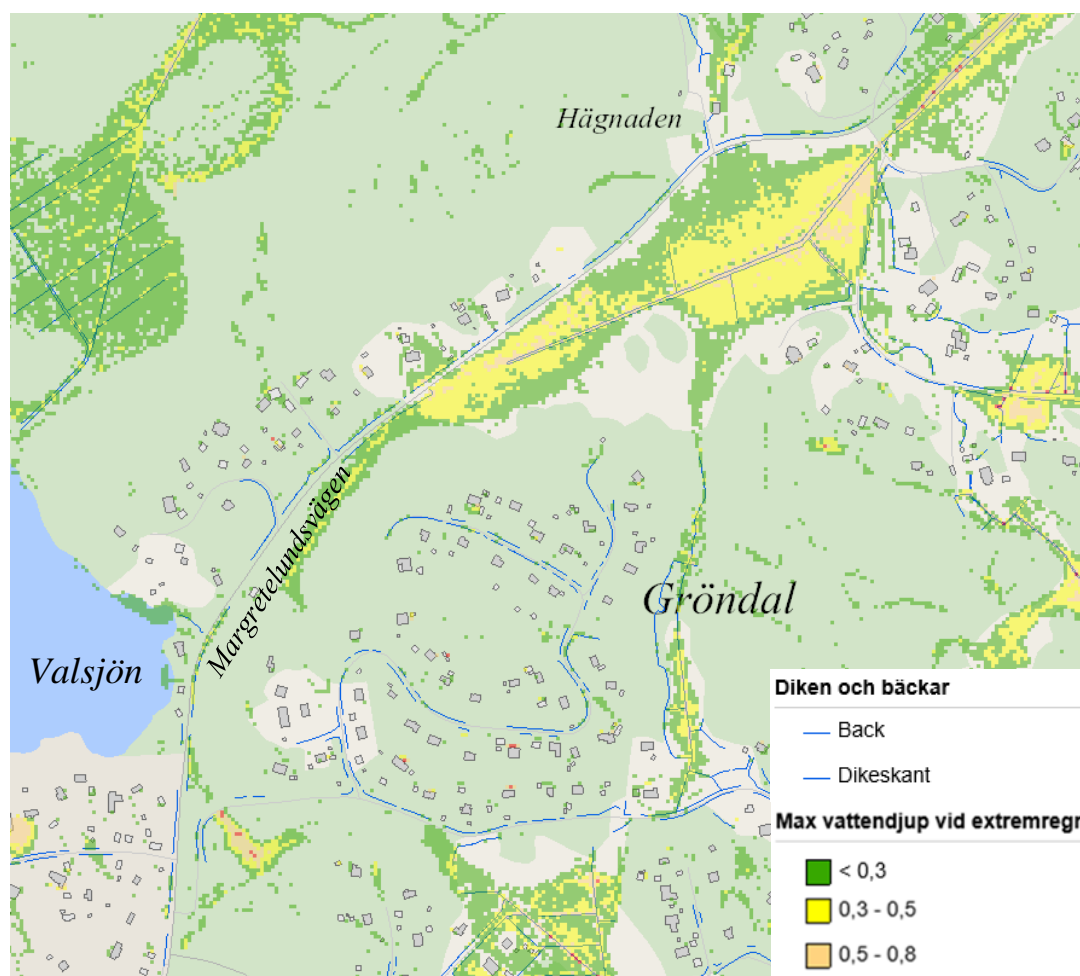 Hägnaden
Margretelundsvägen
Gröndal
Valsjön
Diken och bäckar
Back
Dikeskant
Max vattendjup vid extremregn
< 0,3
0,3 - 0,5
0,5 - 0,8